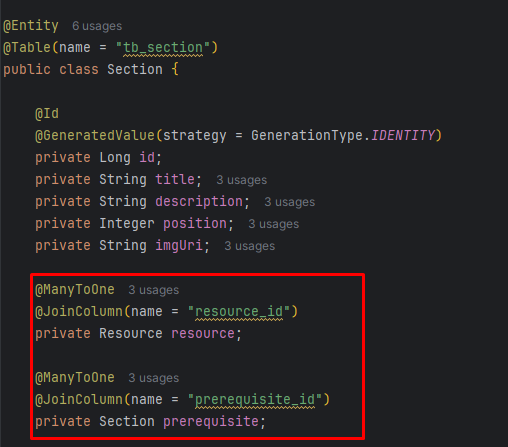 @Entity 6 usages
@Table(name = "tb_section")
public class Section {
@Id
@GeneratedValue(strategy = GenerationType.IDENTITY)
private Long id;
private String title; 3 usages
private String description; 3 usages
private Integer position; 3 usages
private String imgUri; 3 usages
@ManyToOne 3 usages
@JoinColumn(name = "resource_id")
private Resource resource;
@ManyToOne 3 usages
@JoinColumn(name = "prerequisite_id")
private Section prerequisite;